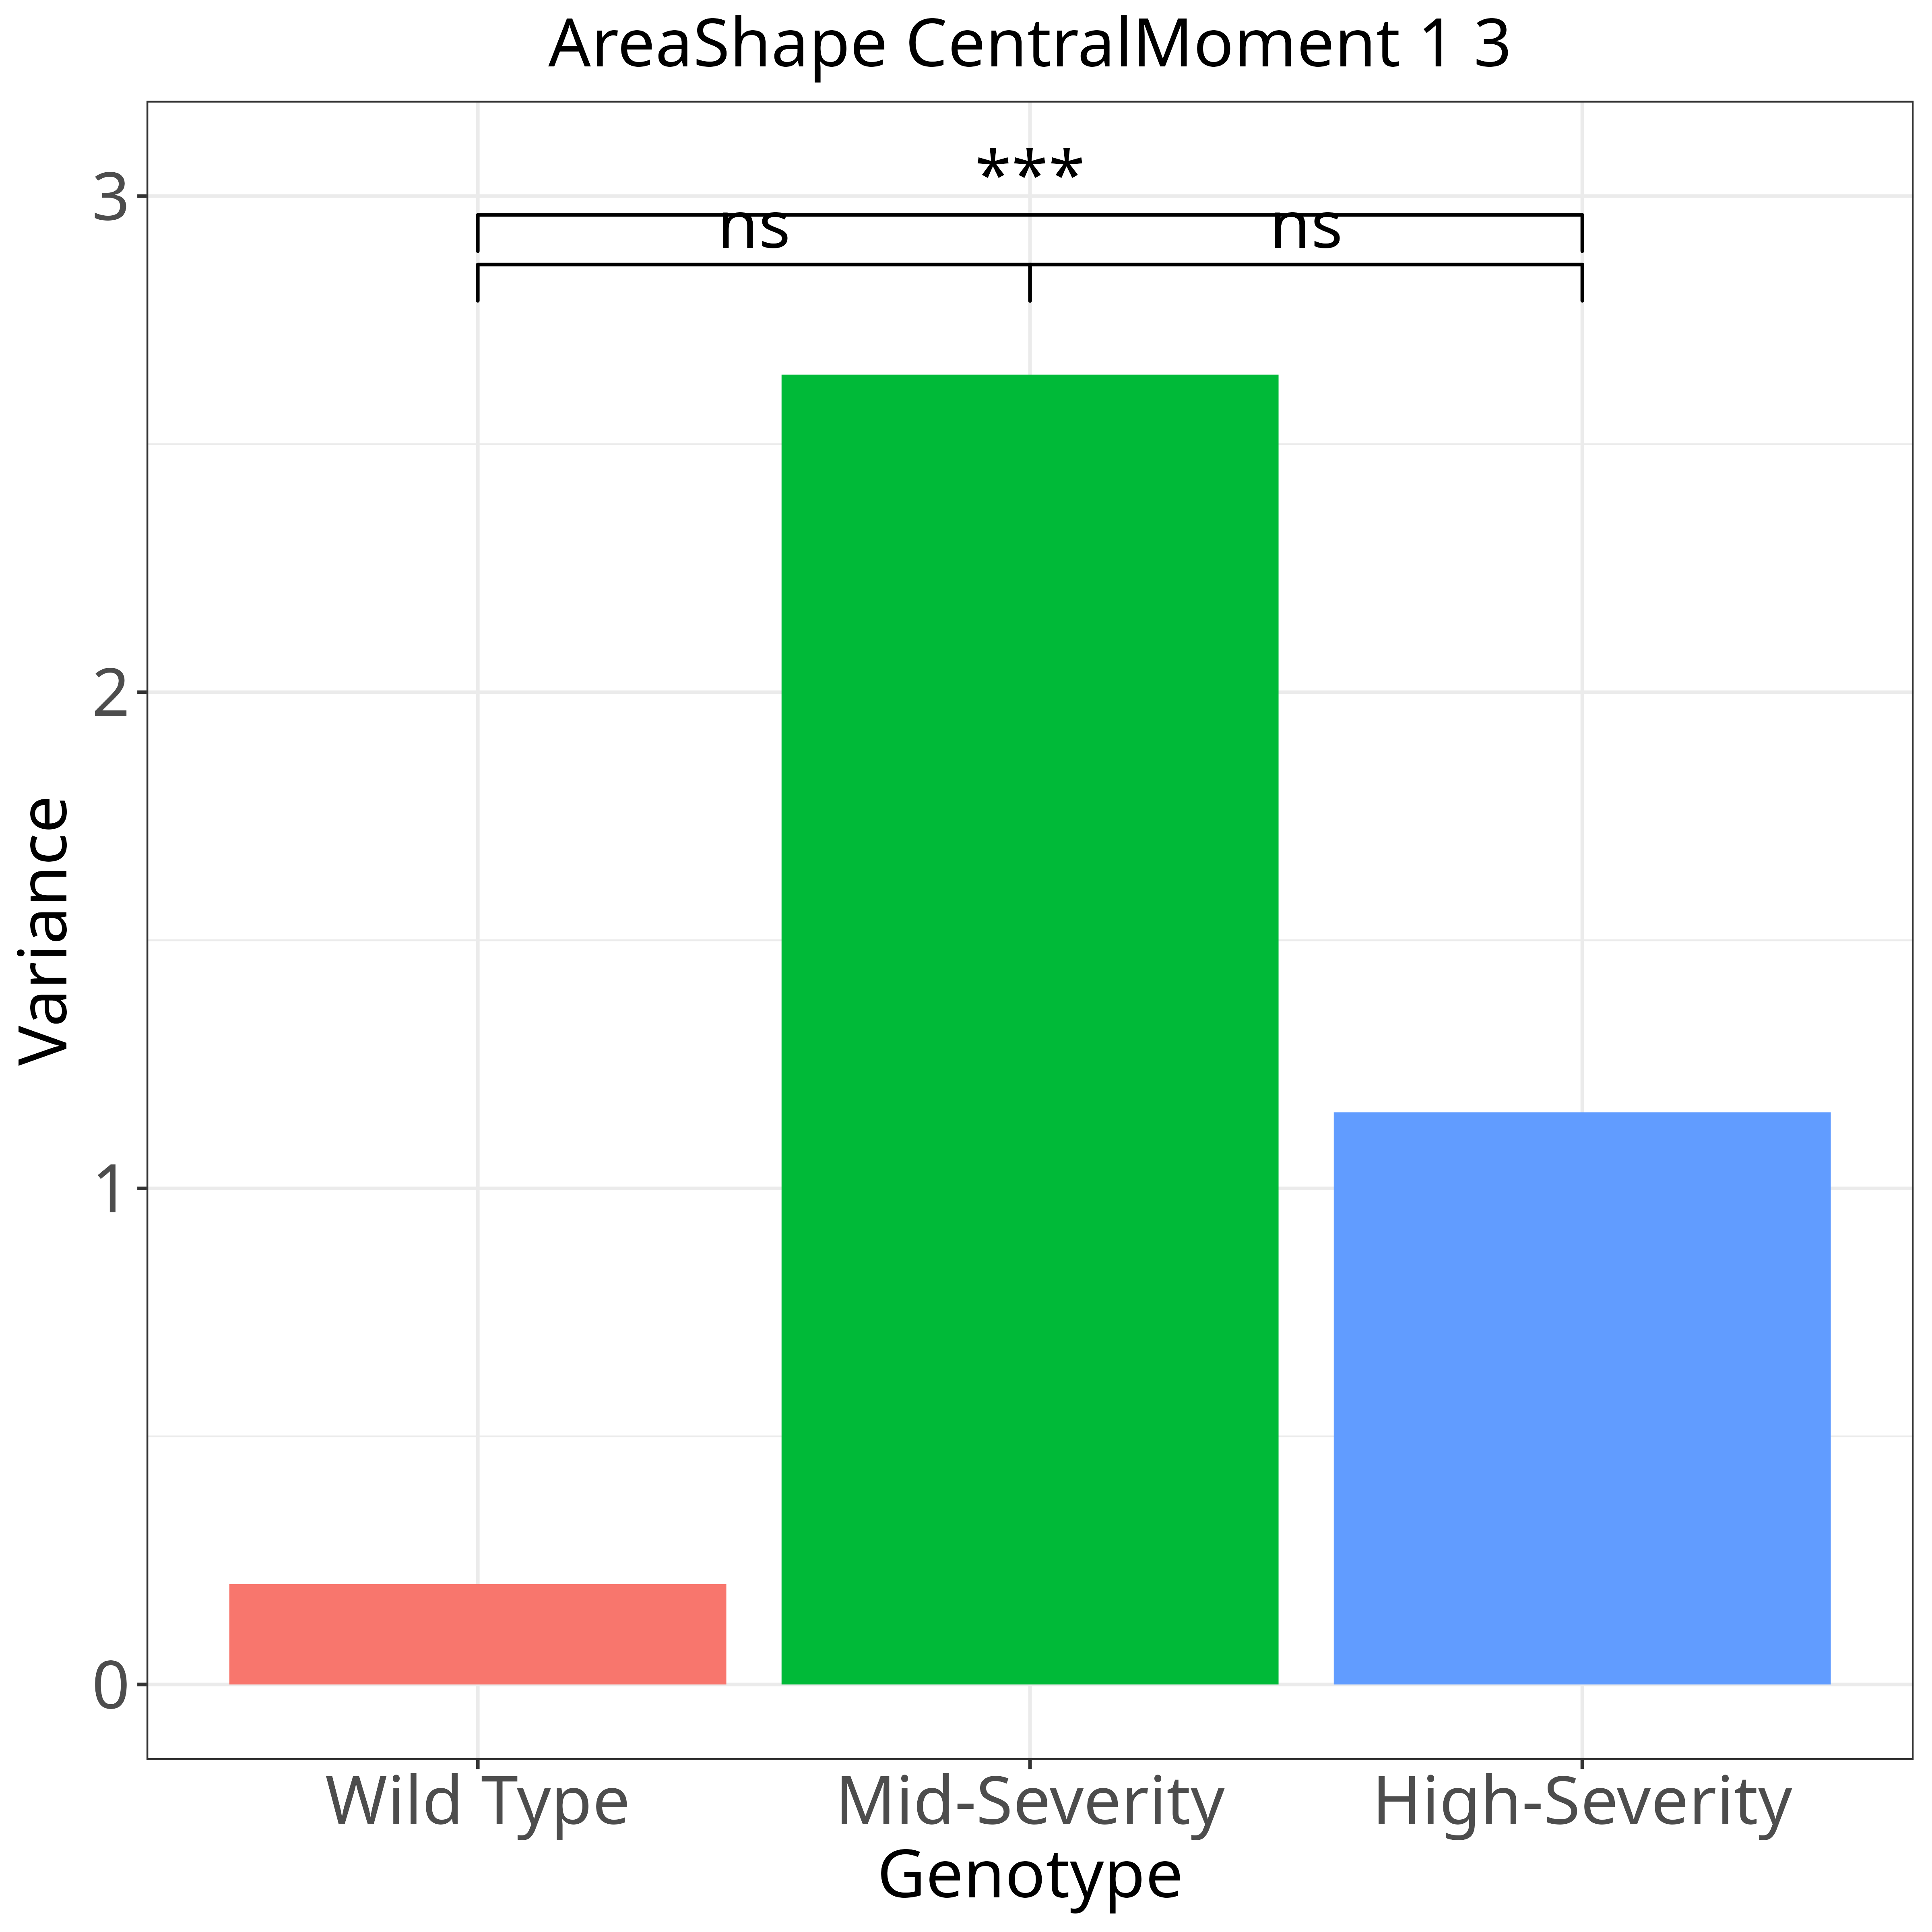 AreaShape CentralMoment 1 3
***
ns ns
3
2
1
0
Variance
Wild Type Mid-Severity High-Severity
Genotype